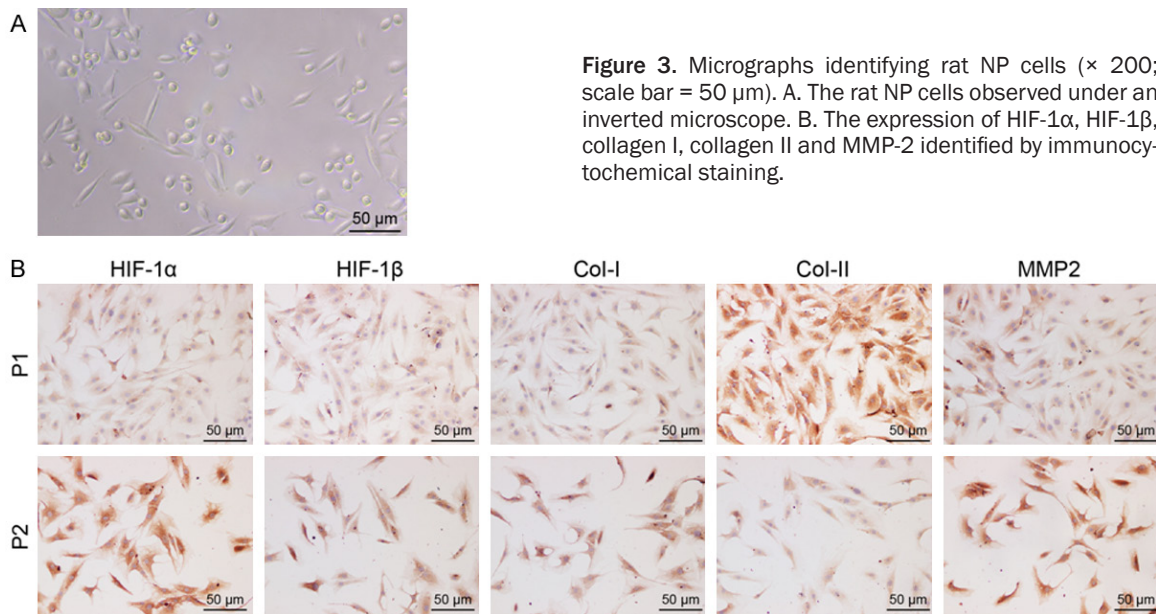 A
50 µm
Figure 3. Micrographs identifying rat NP cells (× 200;
scale bar = 50 µm). A. The rat NP cells observed under an
inverted microscope. B. The expression of HIF-1α, HIF-1β,
collagen I, collagen II and MMP-2 identified by immunocy-
tochemical staining.
B
HIF-1α HIF-1β Col-I Col-II MMP2
P1
50 µm 50 µm 50 µm 50 µm 50 µm
P2
50 µm 50 µm 50 µm 50 µm 50 µm